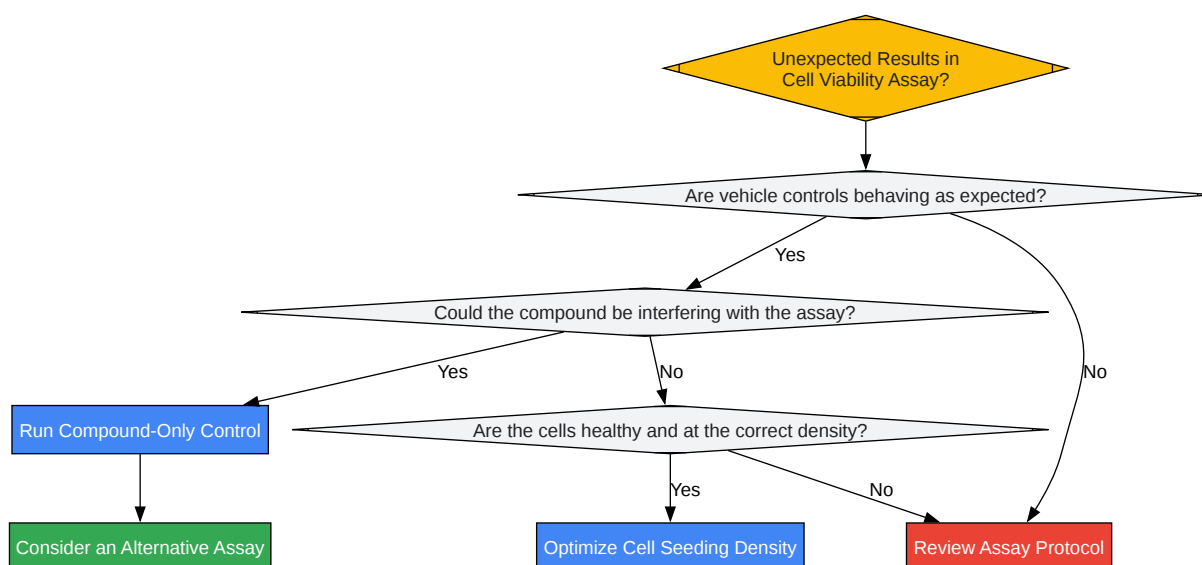 Unexpected Results in
Cell Viability Assay?
Are vehicle controls behaving as expected?
Yes
Could the compound be interfering with the assay?
Yes
No
No
Run Compound-Only Control
Are the cells healthy and at the correct density?
Yes
No
Consider an Alternative Assay
Optimize Cell Seeding Density
Review Assay Protocol